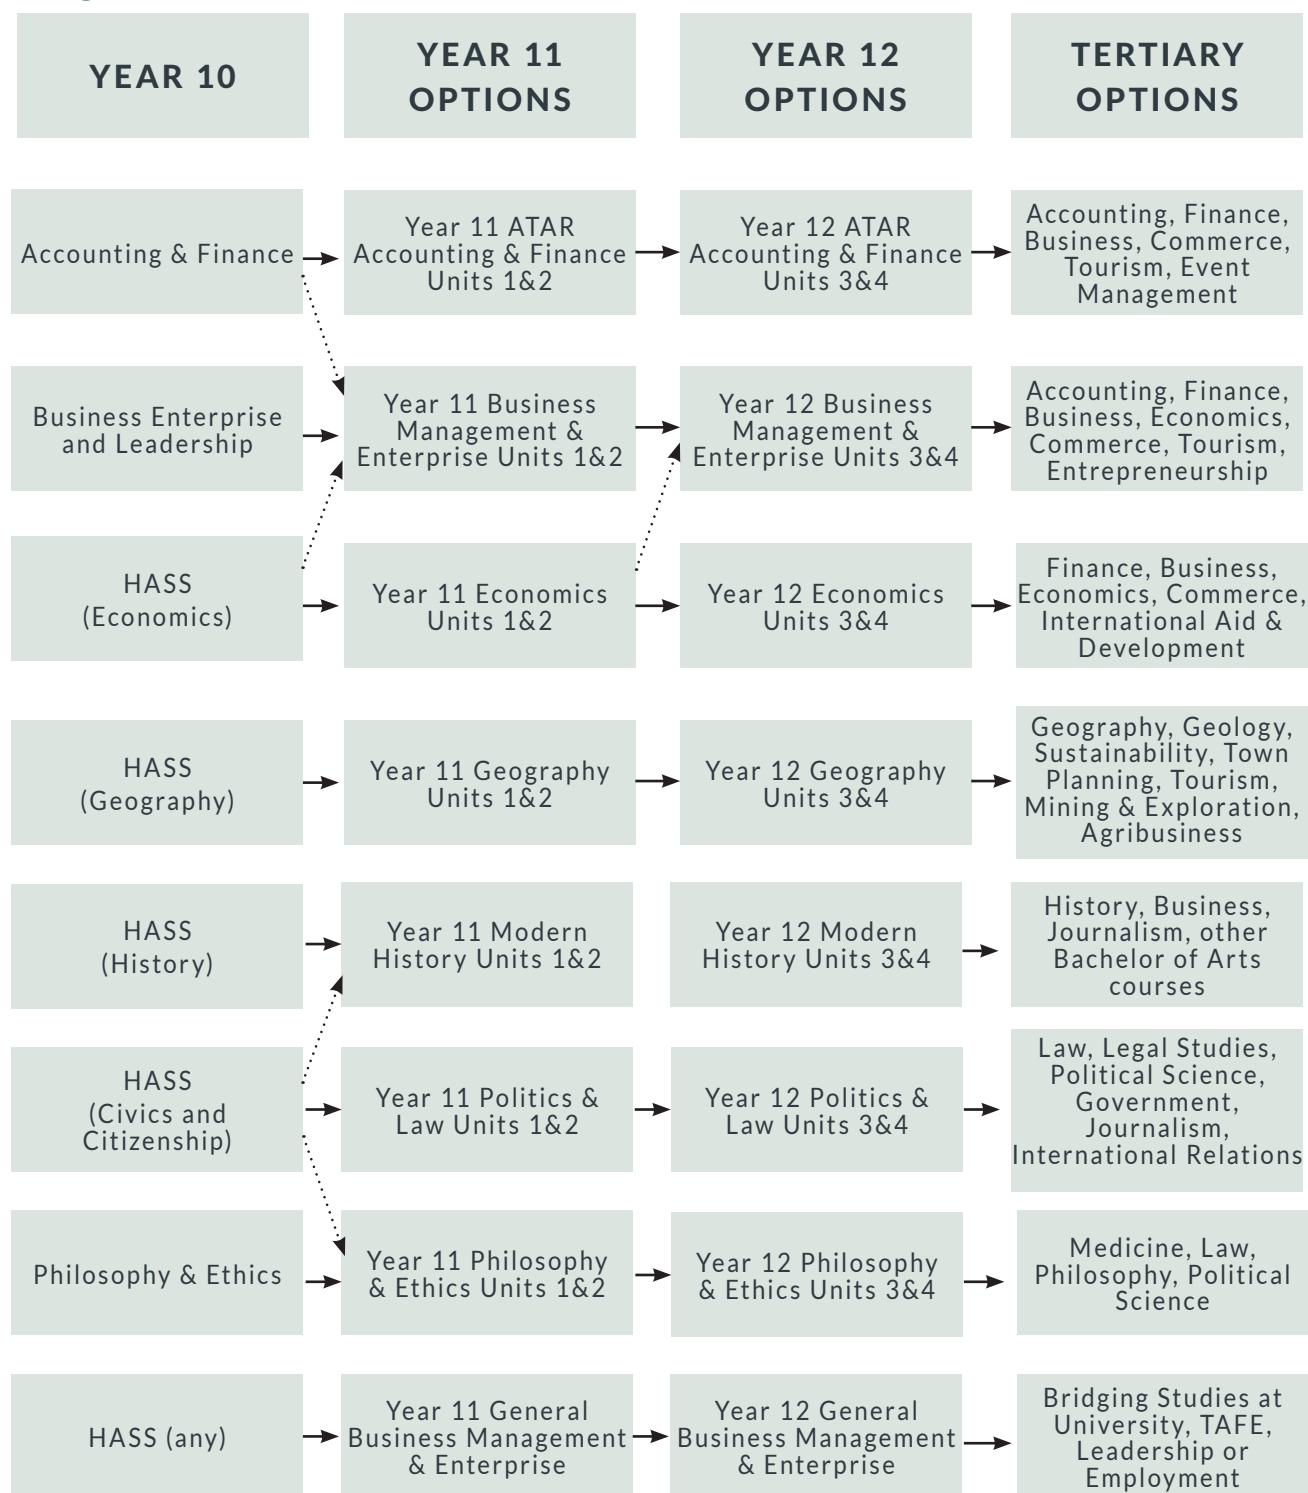 YEAR 10
YEAR 11
OPTIONS
YEAR 12
OPTIONS
TERTIARY
OPTIONS
Accounting & Finance
Year 11 ATAR
Accounting & Finance
Units 1&2
Year 12 ATAR
Accounting & Finance
Units 3&4
Accounting, Finance,
Business, Commerce,
Tourism, Event
Management
Business Enterprise
and Leadership
Year 11 Business
Management &
Enterprise Units 1&2
Year 12 Business
Management &
Enterprise Units 3&4
Accounting, Finance,
Business, Economics,
Commerce, Tourism,
Entrepreneurship
HASS
(Economics)
Year 11 Economics
Units 1&2
Year 12 Economics
Units 3&4
Finance, Business,
Economics, Commerce,
International Aid &
Development
HASS
(Geography)
Year 11 Geography
Units 1&2
Year 12 Geography
Units 3&4
Geography, Geology,
Sustainability, Town
Planning, Tourism,
Mining & Exploration,
Agribusiness
HASS
(History)
Year 11 Modern
History Units 1&2
Year 12 Modern
History Units 3&4
History, Business,
Journalism, other
Bachelor of Arts
courses
HASS
(Civics and
Citizenship)
Year 11 Politics &
Law Units 1&2
Year 12 Politics &
Law Units 3&4
Law, Legal Studies,
Political Science,
Government,
Journalism,
International Relations
Philosophy & Ethics
Year 11 Philosophy
& Ethics Units 1&2
Year 12 Philosophy
& Ethics Units 3&4
Medicine, Law,
Philosophy, Political
Science
HASS (any)
Year 11 General
Business Management
& Enterprise
Year 12 General
Business Management
& Enterprise
Bridging Studies at
University, TAFE,
Leadership or
Employment